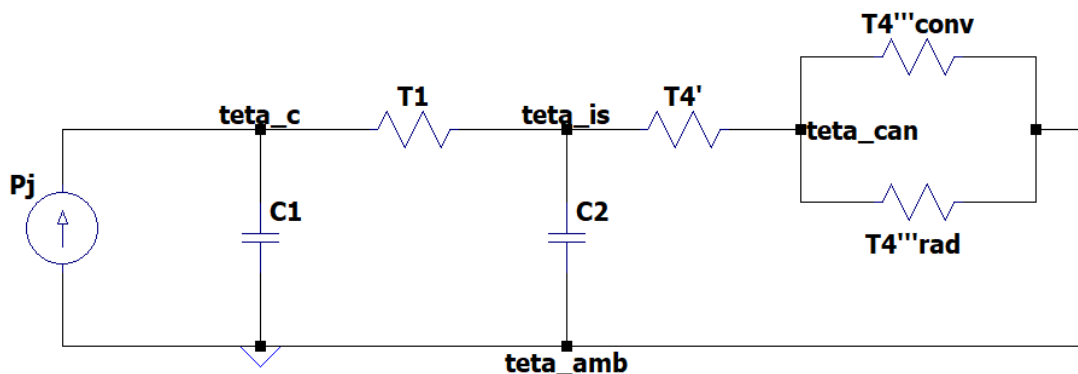 T4'''conv
T1
T4'
teta_c
teta_is
teta_can
Pj
C1
C2
T4'''rad
teta_amb